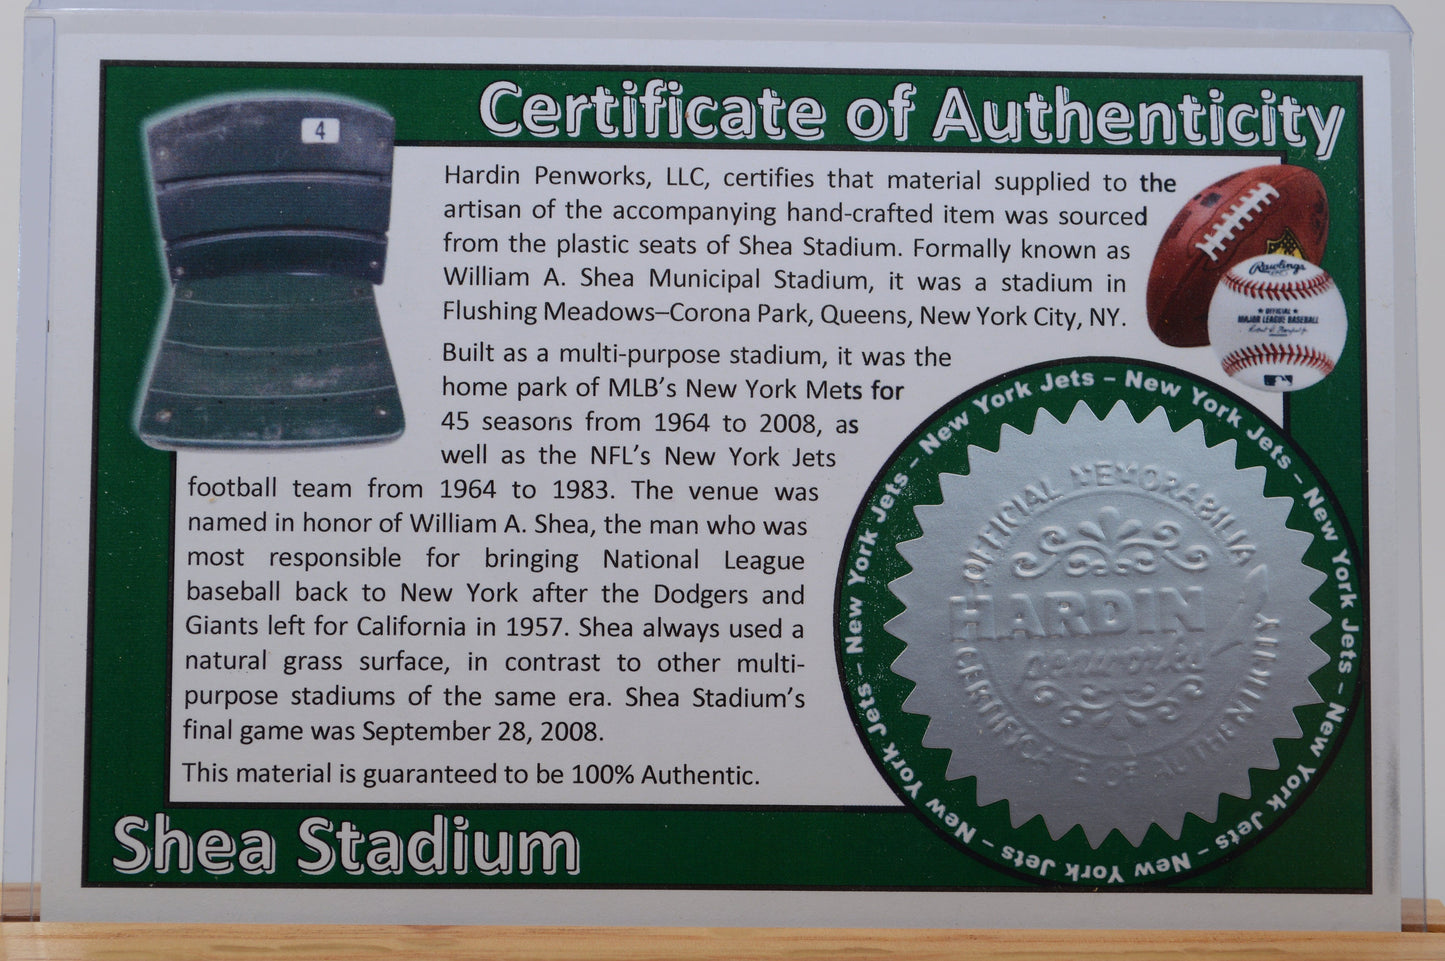 Certificate of Authenticity
4
Hardin Penworks, LLC, certifies that material supplied to the
artisan of the accompanying hand-crafted item was sourced
from the plastic seats of Shea Stadium. Formally known as
William A. Shea Municipal Stadium, it was a stadium in
Flushing Meadows–Corona Park, Queens, New York City, NY.
Rawlings
OFFICIAL
MAJOR LEAGUE BASEBALL
Built as a multi-purpose stadium, it was the
home park of MLB's New York Mets for
45 seasons from 1964 to 2008, as
well as the NFL's New York Jets
football team from 1964 to 1983. The venue was
named in honor of William A. Shea, the man who was
most responsible for bringing National League
baseball back to New York after the Dodgers and
Giants left for California in 1957. Shea always used a
natural grass surface, in contrast to other multi-
purpose stadiums of the same era. Shea Stadium's
final game was September 28, 2008.
This material is guaranteed to be 100% Authentic.
New York Jets – New York Jets – New York Jets – New York Jets – New York Jets – New York Jets – New York Jets – New York Jets –
OFFICIAL MEMORABILIA
HARDIN
penworks
CERTIFICATE OF AUTHENTICITY
Shea Stadium